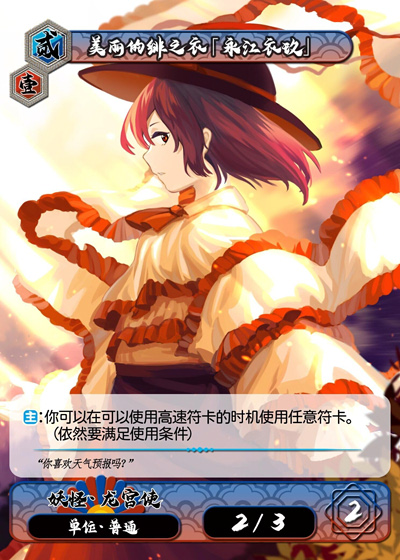 贰
美丽的绯之衣「永江衣玖」
壹
主:你可以在可以使用高速符卡的时机使用任意符卡。
(依然要满足使用条件)
“你喜欢天气预报吗?”
妖怪·龙宫使
单位·普通
2/3
2